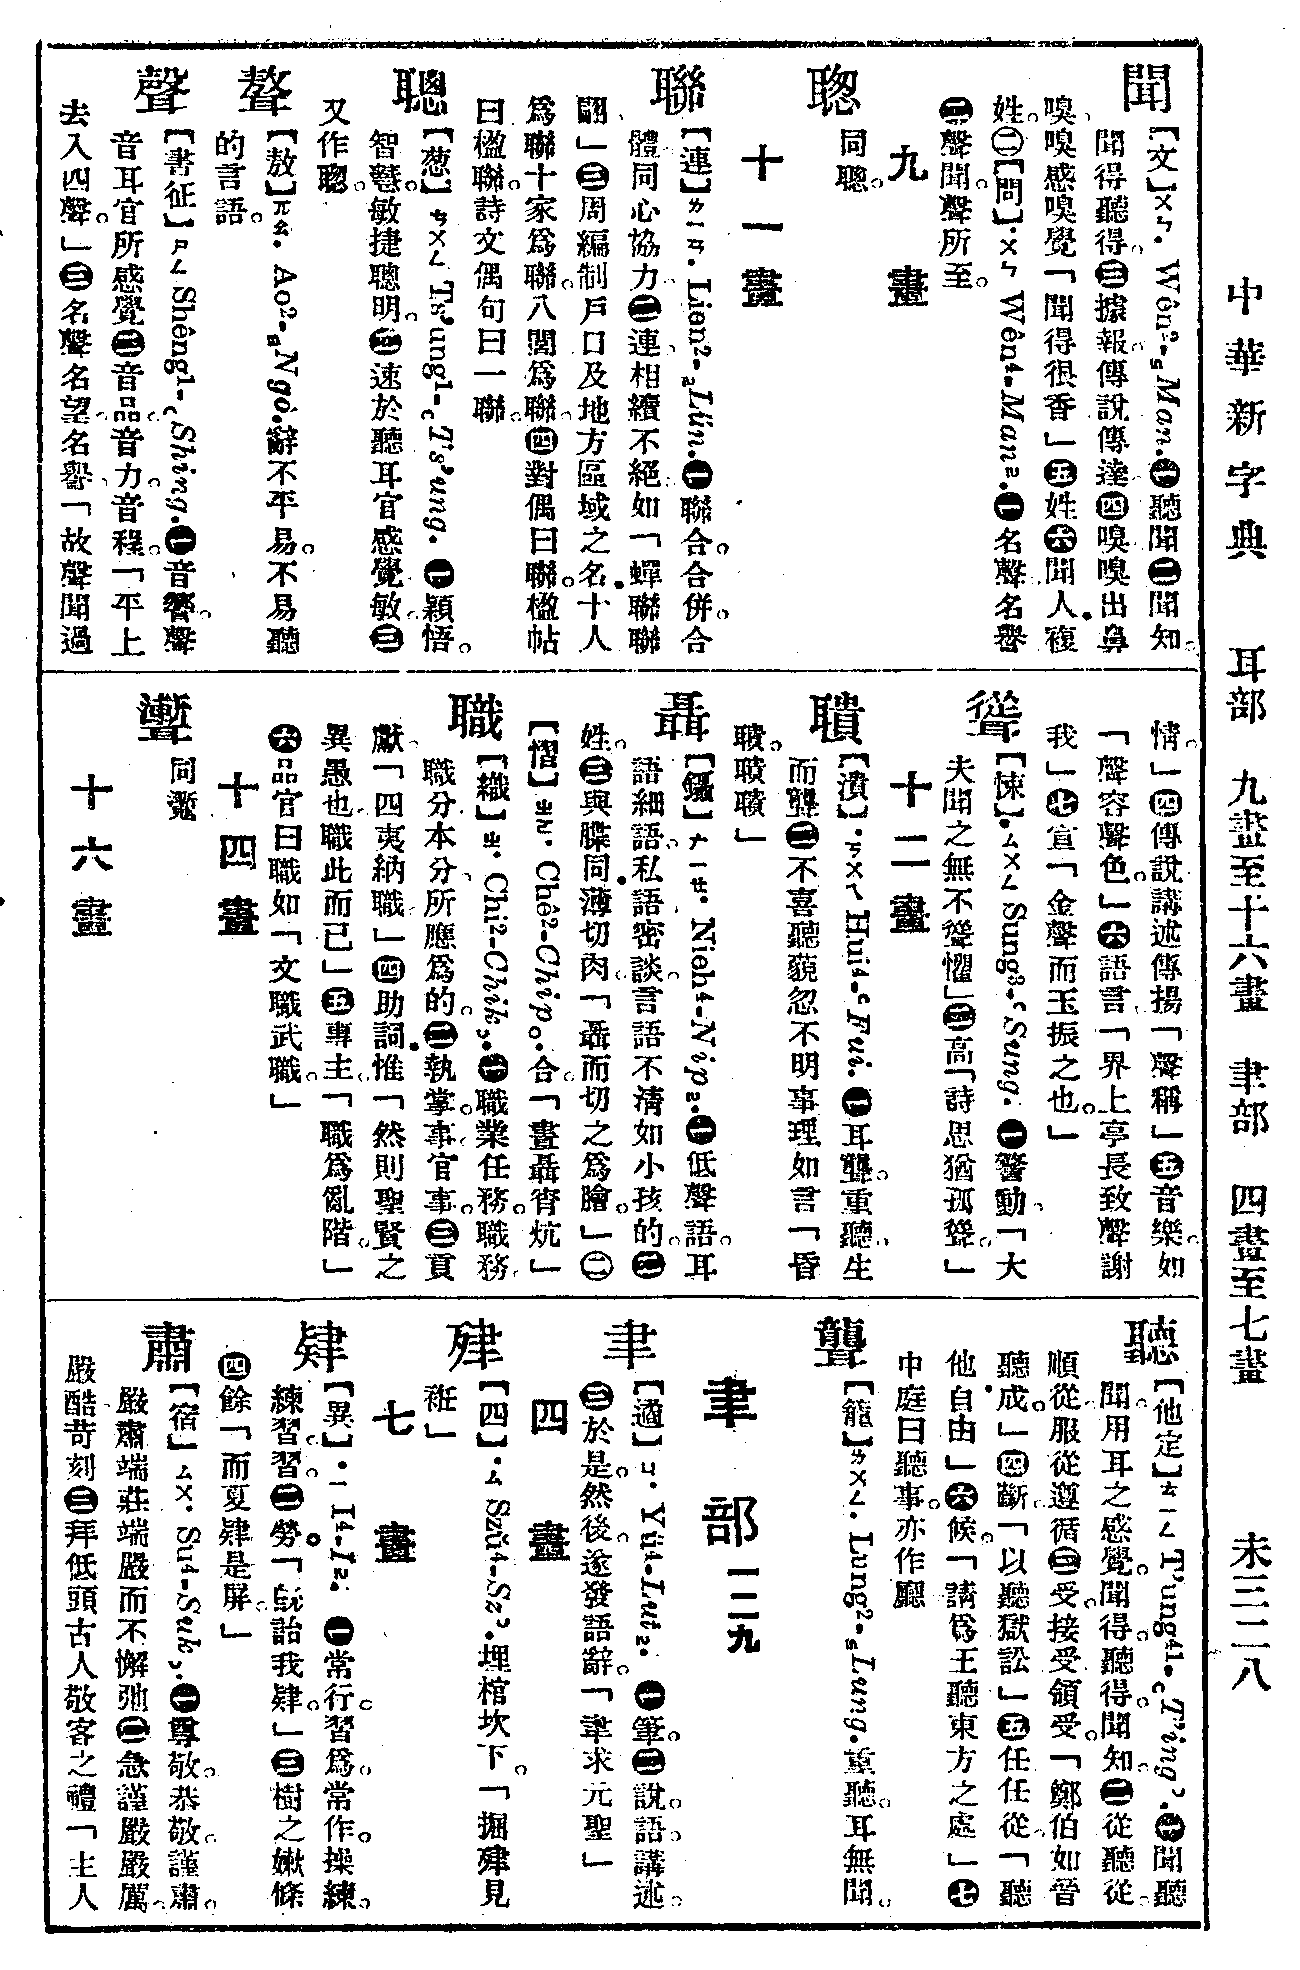 中華新字典　耳部　九畫至十六畫　聿部　四畫至七畫　未三二八
聞【文】ㄨㄣ. Wên²-₅Man.㊀聽聞㊁聞知。
聞得聽得。㊂據報傳說傳達㊃嗅嗅出鼻
嗅。嗅感嗅覺「聞得很香」㊄姓㊅聞人複
姓。㊁【問】.ㄨㄣ Wên⁴-Man².㊀名聲名譽
㊁聲聞。聲所至。
九畫
聦　同聰。
十一畫
聯【連】ㄌㄧㄢ. Lien²-₂Lün.㊀聯合。合併。合
體同心協力㊁連。相續不絕如「蟬聯聯
翩」㊂周編制戶口及地方區域之名十人
爲聯十家爲聯。八閭爲聯。㊃對偶曰聯。楹帖
曰楹聯。詩文偶句曰一聯
聰【葱】ㄘㄨㄥ Ts'ung¹-cTs'ung.㊀穎悟。
智慧。敏捷聰明。㊁速於聽耳官感覺敏㊂
又作聦。
聱【敖】ㄫㄠ. Ao²-₅Ngò.辭不平易。不易聽
的言語。
聲【書征】ㄕㄥ Shêng¹-cShing.㊀音響聲
音耳官所感覺㊁音品。音力。音程。「平上
去入四聲。」㊂名聲名望。名譽「故聲聞過
情。」㊃傳說講述傳揚「聲稱」㊄音樂。如
「聲容聲色。」㊅語言「界上亭長致聲謝
我」㊆宣「金聲而玉振之也。」
聳【悚】.ㄙㄨㄥ Sung³-ᶜSung.㊀警動「大
夫聞之無不聳懼」㊁高「詩思猶孤聳。」
十二畫
聵【潰】.ㄏㄨㄟ Hui⁴-ᶜFui.㊀耳聾。重聽。生
而聾㊁不喜聽藐忽不明事理如言「昏
聵。聵聵」
聶【鑷】ㄋㄧㄝ. Nieh⁴-Nip₂.㊀低聲語。耳
語細語。私語密談。言語不清如小孩的㊁
姓。㊂與牒同薄切肉。「聶而切之爲膾。」㊁
【慴】ㄓㄜ. Chê²-Chip₀.合。「晝聶宵炕」
職【織】ㄓ. Chi²-Chik,.㊀職業任務。職務
職分本分。所應爲的。㊁執掌。事官事。㊂貢
獻「四夷納職」㊃助詞惟「然則聖賢之
異愚也職此而已」㊄專主。「職爲亂階。」
㊅品官曰職如「文職武職。」
十四畫
十六畫
聽【他定】ㄊㄧㄥ T'ung⁴¹-cT'ing'.㊀聞聽
聞。用耳之感覺。聞得。聽得。聞知。㊁從聽從
順從。服從遵循㊂受。接受領受。「鄭伯如晉
聽成」㊃斷「以聽獄訟」㊄任任從。「聽
他自由」㊅候。「請爲王聽東方之處」㊆
中庭曰聽事。亦作廳
聾【籠】ㄌㄨㄥ. Lung²-₅Lung.重聽。耳無聞。
聿部一二九
聿【遹】ㄩ. Yü⁴-Lut₂.㊀筆。㊁說。語。講述。
㊂於是。然後。遂發語辭。「聿求元聖」
四畫
肂【四】.ㄙ Szŭ⁴-Sz'.埋棺坎下。「掘肂見
衽」
七畫
肄【異】.ㄧ I⁴-I².㊀常行。習爲常作。操練。
練習。習。㊁勞。「旣詒我肄。」㊂樹之嫩條
㊃餘「而夏肄是屏。」
肅【宿】ㄙㄨ. Su⁴-Suk,.㊀尊敬。恭敬。謹肅。
嚴肅端莊端嚴而不懈弛㊁急謹嚴嚴厲。
嚴酷苛刻㊂拜低頭古人敬客之禮「主人